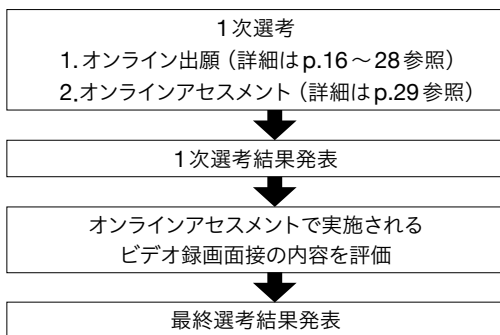 1次選考
1. オンライン出願（詳細はp.16～28参照）
2.オンラインアセスメント（詳細はp.29参照）
1次選考結果発表
オンラインアセスメントで実施される
ビデオ録画面接の内容を評価
最終選考結果発表